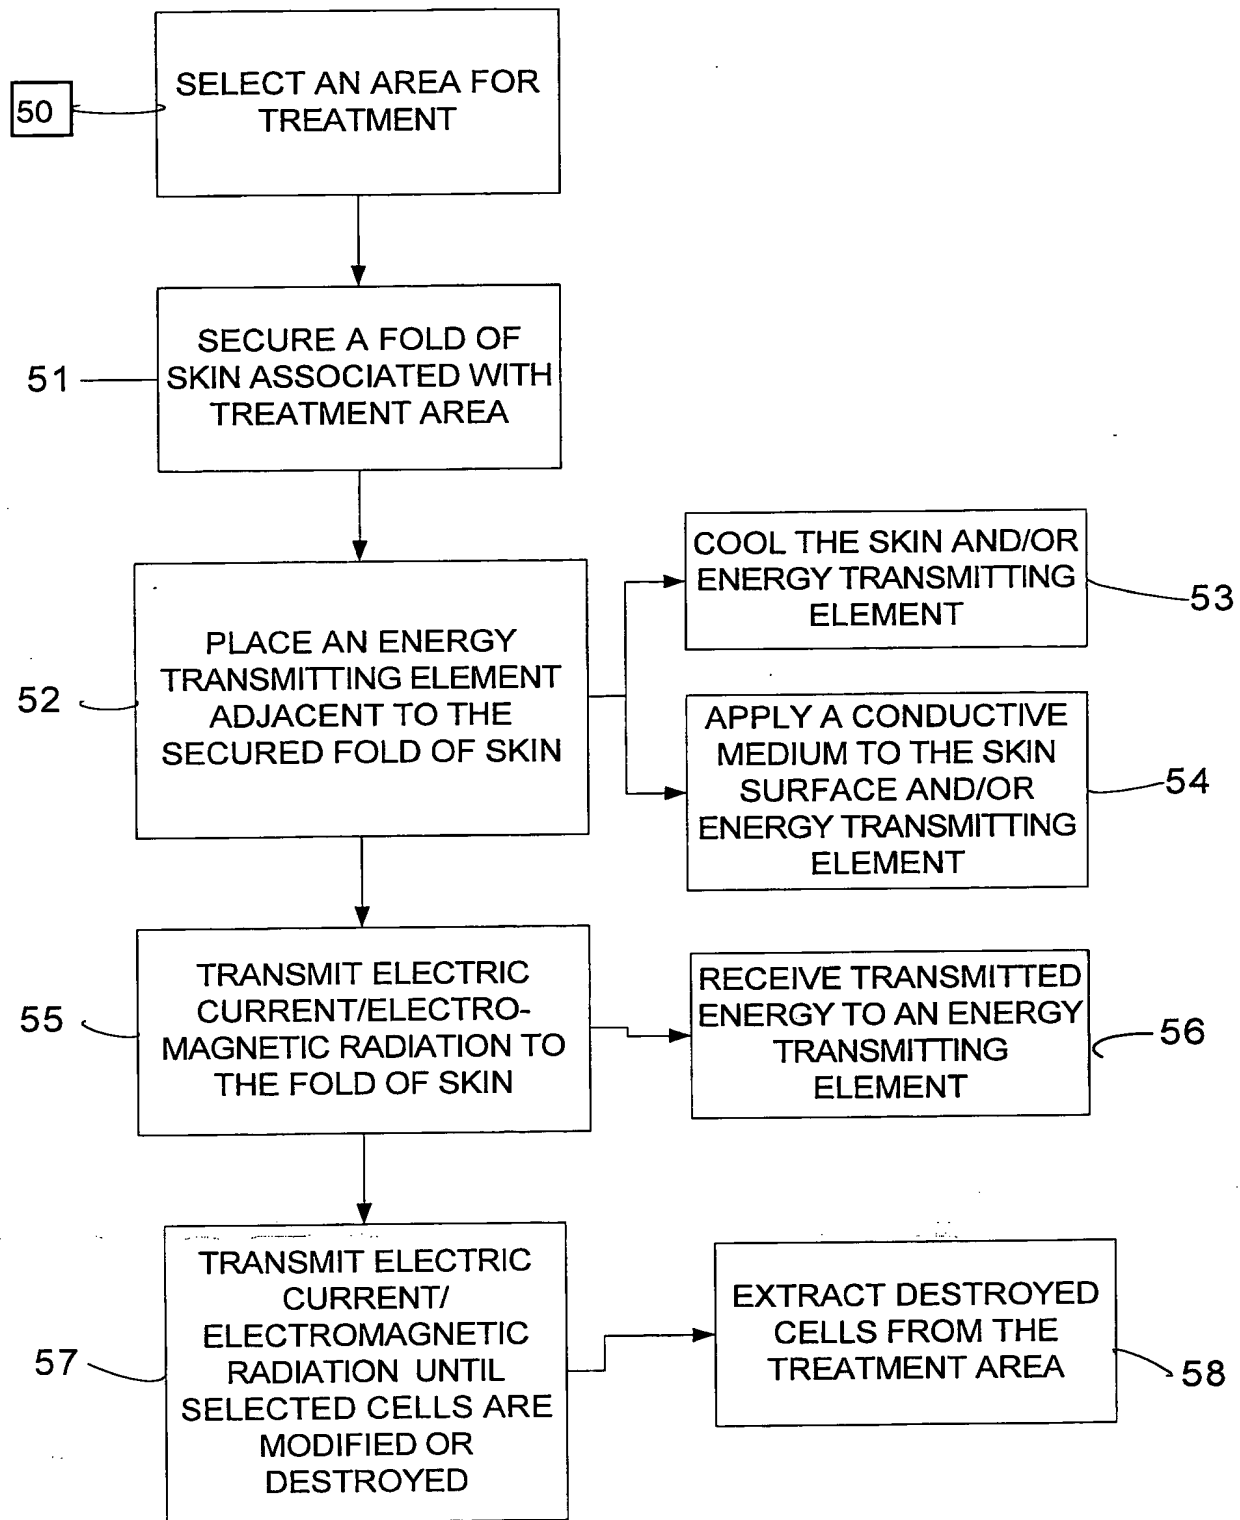 50
SELECT AN AREA FOR
TREATMENT
51
SECURE A FOLD OF
SKIN ASSOCIATED WITH
TREATMENT AREA
52
PLACE AN ENERGY
TRANSMITTING ELEMENT
ADJACENT TO THE
SECURED FOLD OF SKIN
COOL THE SKIN AND/OR
ENERGY TRANSMITTING
ELEMENT
53
APPLY A CONDUCTIVE
MEDIUM TO THE SKIN
SURFACE AND/OR
ENERGY TRANSMITTING
ELEMENT
54
55
TRANSMIT ELECTRIC
CURRENT/ELECTRO-
MAGNETIC RADIATION TO
THE FOLD OF SKIN
RECEIVE TRANSMITTED
ENERGY TO AN ENERGY
TRANSMITTING
ELEMENT
56
57
TRANSMIT ELECTRIC
CURRENT/
ELECTROMAGNETIC
RADIATION UNTIL
SELECTED CELLS ARE
MODIFIED OR
DESTROYED
EXTRACT DESTROYED
CELLS FROM THE
TREATMENT AREA
58